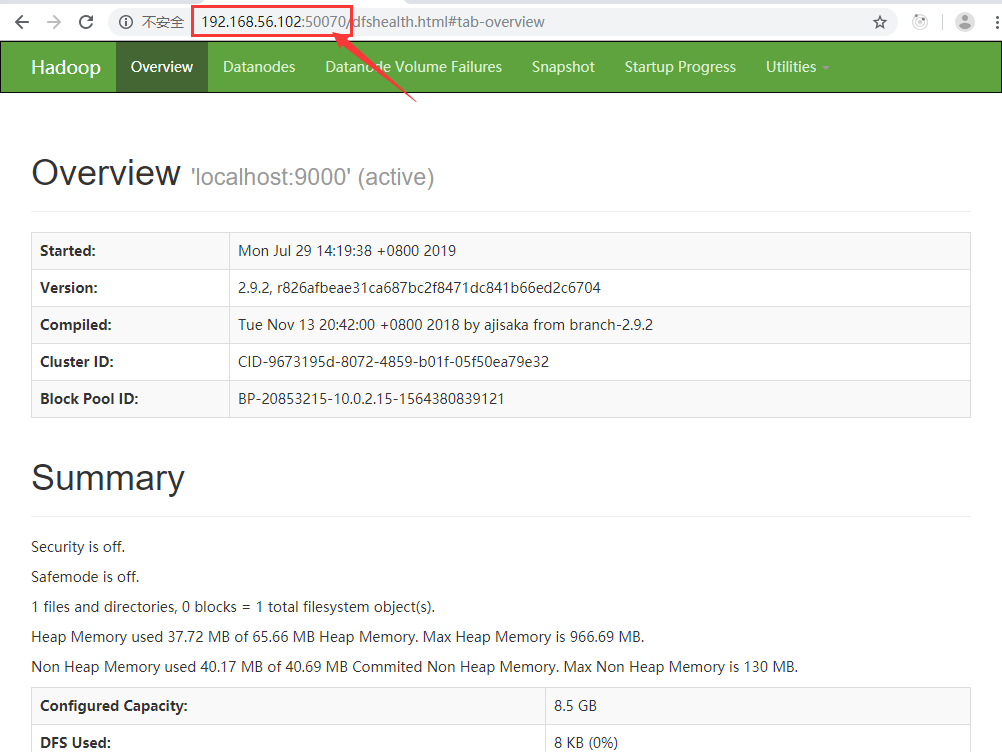 不安全 192.168.56.102:50070/dfshealth.html#tab-overview
Hadoop Overview Datanodes Datanode Volume Failures Snapshot Startup Progress Utilities
Overview 'localhost:9000' (active)
Started: Mon Jul 29 14:19:38 +0800 2019
Version: 2.9.2, r826afbeae31ca687bc2f8471dc841b66ed2c6704
Compiled: Tue Nov 13 20:42:00 +0800 2018 by ajisaka from branch-2.9.2
Cluster ID: CID-9673195d-8072-4859-b01f-05f50ea79e32
Block Pool ID: BP-20853215-10.0.2.15-1564380839121
Summary
Security is off.
Safemode is off.
1 files and directories, 0 blocks = 1 total filesystem object(s).
Heap Memory used 37.72 MB of 65.66 MB Heap Memory. Max Heap Memory is 966.69 MB.
Non Heap Memory used 40.17 MB of 40.69 MB Commited Non Heap Memory. Max Non Heap Memory is 130 MB.
Configured Capacity: 8.5 GB
DFS Used: 8 KB (0%)